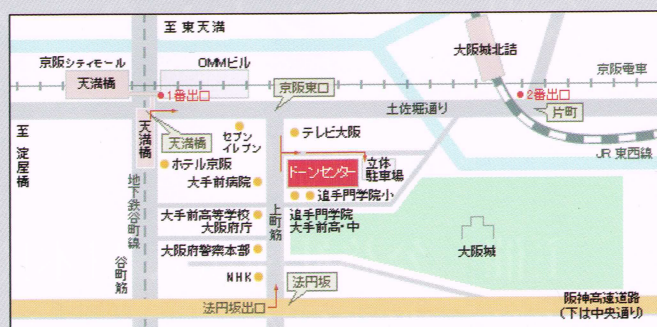 至 東天満
京阪シティモール
OMMビル
大阪城北詰
天満橋
京阪電車
1番出口
京阪東口
2番出口
土佐堀通り
片町
至 淀屋橋
天満橋
天満橋
セブン
イレブン
テレビ大阪
JR 東西線
ホテル京阪
ドーンセンター
立体
駐車場
大手前病院
追手門学院小
地下鉄谷町線
大手前高等学校
大阪府庁
上町筋
追手門学院
大手前高・中
大阪府警察本部
大阪城
谷町筋
NHK
法円坂
法円坂出口
阪神高速道路
(下は中央通り)